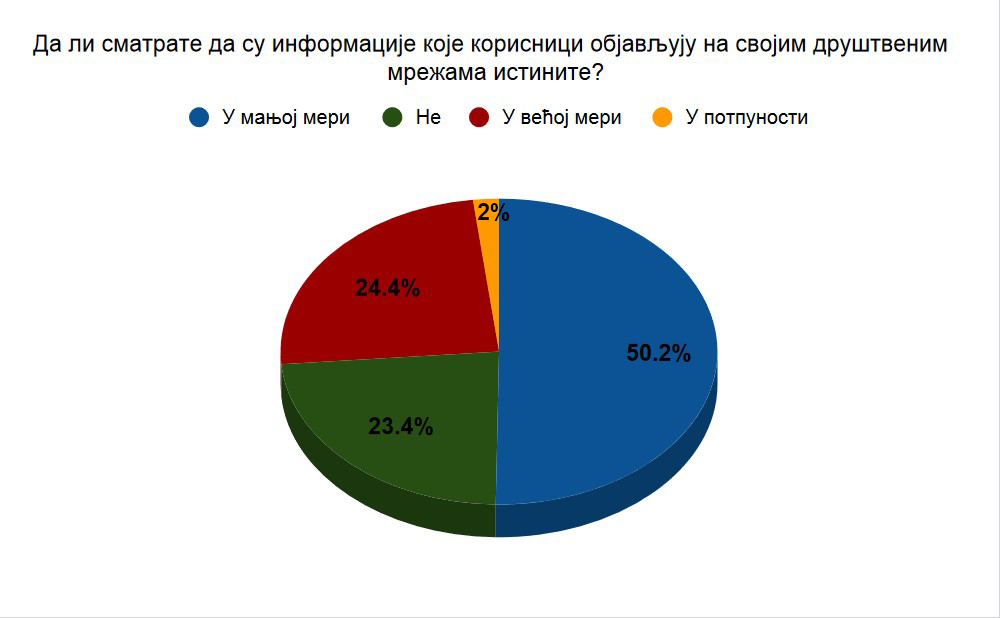 Да ли сматрате да су информације које корисници објављују на својим друштвеним
мрежама истините?
У мањој мери Не У већој мери У потпуности
2%
24.4%
50.2%
23.4%